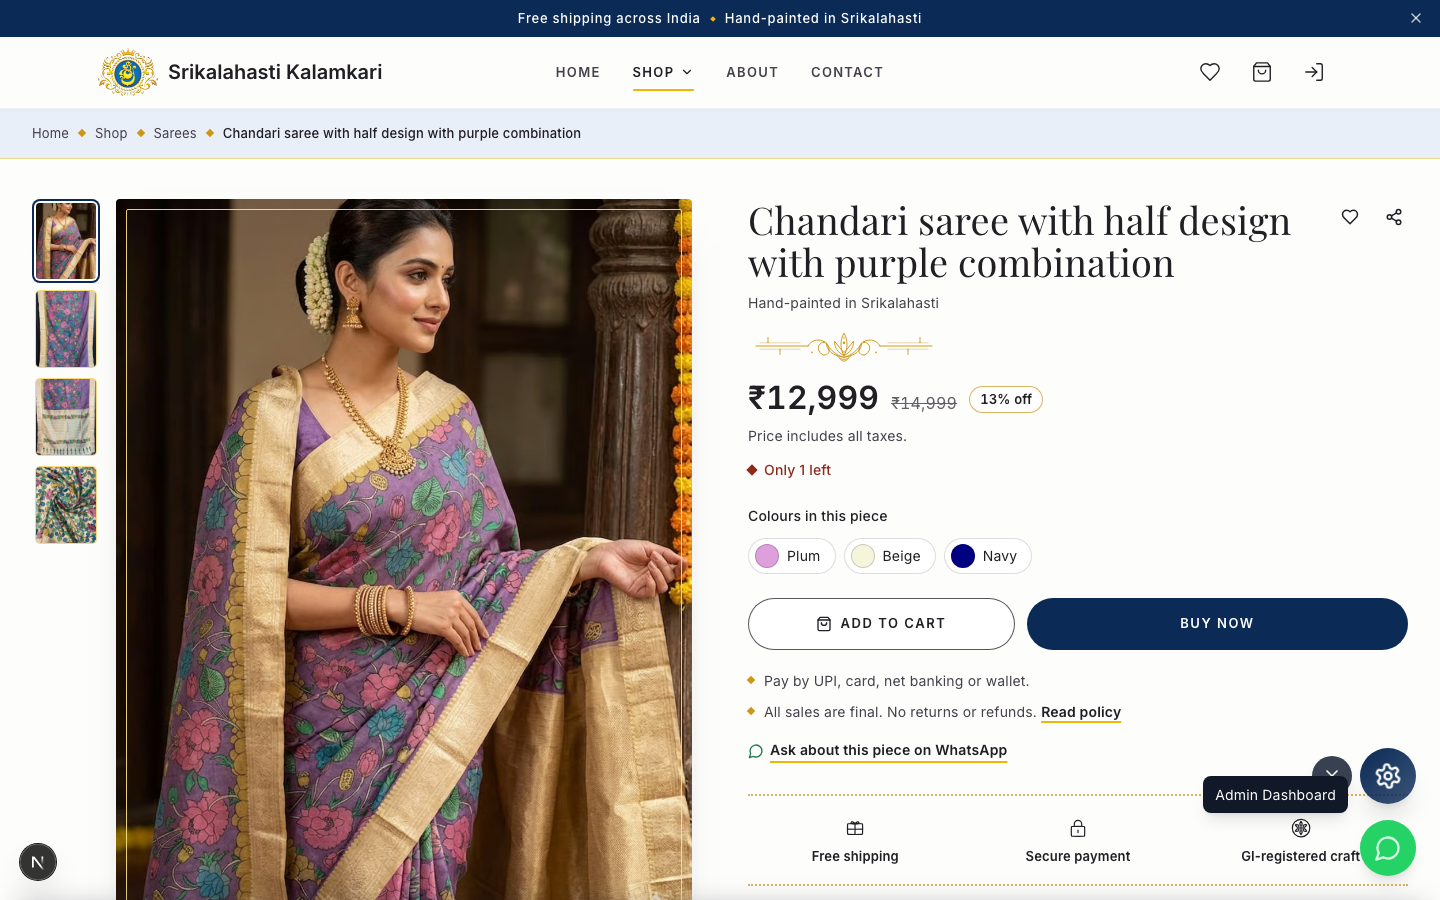 Free shipping across India ◆ Hand-painted in Srikalahasti
Srikalahasti Kalamkari
HOME
SHOP
ABOUT
CONTACT
Home ◆ Shop ◆ Sarees ◆ Chandari saree with half design with purple combination
Chandari saree with half design
with purple combination
Hand-painted in Srikalahasti
₹12,999 ₹14,999 13% off
Price includes all taxes.
Only 1 left
Colours in this piece
Plum
Beige
Navy
ADD TO CART
BUY NOW
Pay by UPI, card, net banking or wallet.
All sales are final. No returns or refunds. Read policy
Ask about this piece on WhatsApp
Admin Dashboard
Free shipping
Secure payment
GI-registered craft
N